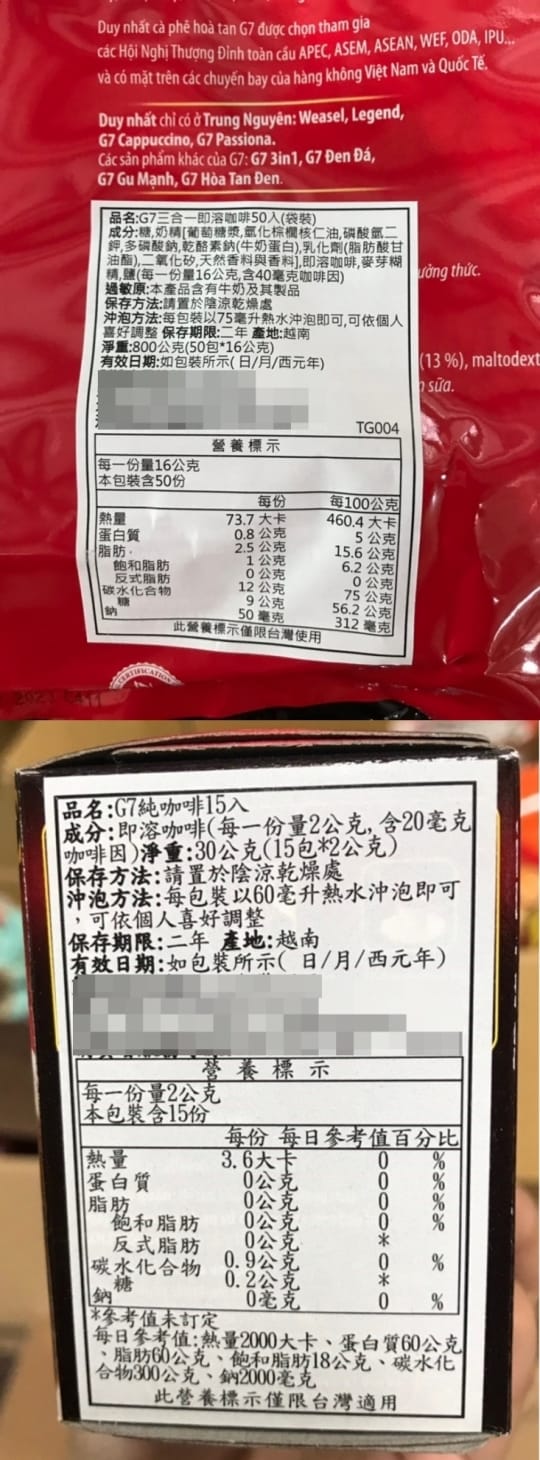 Duy nhất cà phê hoà tan G7 được chọn tham gia
các Hội Nghị Thượng Đỉnh toàn cầu APEC, ASEM, ASEAN, WEF, ODA, IPU...
và có mặt trên các chuyến bay của hàng không Việt Nam và Quốc Tế.
Duy nhất chỉ có ở Trung Nguyên: Weasel, Legend,
G7 Cappuccino, G7 Passiona.
Các sản phẩm khác của G7: G7 3in1, G7 Đen Đá,
G7 Gu Mạnh, G7 Hòa Tan Đen.
品名:G7三合一即溶咖啡50入(袋裝)
成分:糖,奶精[葡萄糖漿,氫化棕櫚核仁油,磷酸氫二
鉀,多磷酸鈉,乾酪素鈉(牛奶蛋白),乳化劑(脂肪酸甘
油酯),二氧化矽,天然香料與香料],即溶咖啡,麥芽糊
精,鹽(每一份量16公克,含40毫克咖啡因)
過敏原:本產品含有牛奶及其製品
保存方法:請置於陰涼乾燥處
沖泡方法:每包裝以75毫升熱水沖泡即可,可依個人
喜好調整 保存期限:二年 產地:越南
淨重:800公克(50包*16公克)
有效日期:如包裝所示(日/月/西元年)
TG004
ưởng thức.
(13 %), maltodext
sữa.
營養標示
每一份量16公克
本包裝含50份
每份 每100公克
熱量 73.7 大卡 460.4 大卡
蛋白質 0.8 公克 5 公克
脂肪 2.5 公克 15.6 公克
飽和脂肪 1 公克 6.2 公克
反式脂肪 0 公克 0 公克
碳水化合物 12 公克 75 公克
糖 9 公克 56.2 公克
鈉 50 毫克 312 毫克
此營養標示僅限台灣使用
CERTIFICATION
品名:G7純咖啡15入
成分:即溶咖啡(每一份量2公克,含20毫克
咖啡因)淨重:30公克(15包*2公克)
保存方法:請置於陰涼乾燥處
沖泡方法:每包裝以60毫升熱水沖泡即可
,可依個人喜好調整
保存期限:二年 產地:越南
有效日期:如包裝所示( 日/月/西元年)
營養標示
每一份量2公克
本包裝含15份
每份 每日參考值百分比
熱量 3.6大卡 0 %
蛋白質 0公克 0 %
脂肪 0公克 0 %
飽和脂肪 0公克 0 %
反式脂肪 0公克 *
碳水化合物 0.9公克 0 %
糖 0.2公克 *
鈉 0毫克 0 %
*參考值未訂定
每日參考值:熱量2000大卡、蛋白質60公克
、脂肪60公克、飽和脂肪18公克、碳水化
合物300公克、鈉2000毫克
此營養標示僅限台灣適用